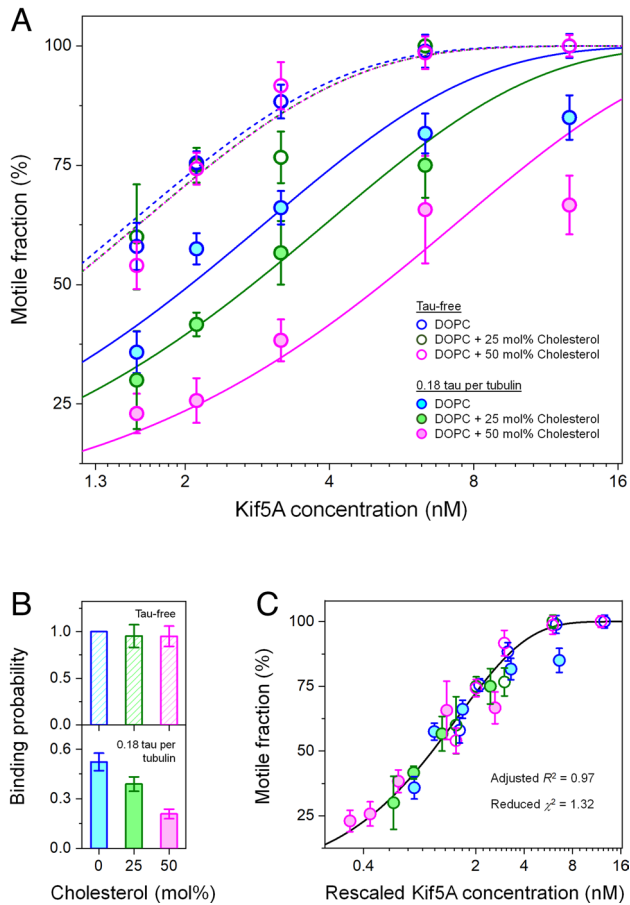 A
Motile fraction (%)
100
75
50
25
Tau-free
DOPC
DOPC + 25 mol% Cholesterol
DOPC + 50 mol% Cholesterol
0.18 tau per tubulin
DOPC
DOPC + 25 mol% Cholesterol
DOPC + 50 mol% Cholesterol
1.3 2 4 8 16
Kif5A concentration (nM)
B
Binding probability
Tau-free
1.0
0.5
0.0
0.18 tau per
tubulin
0.6
0.3
0.0
0 25 50
Cholesterol (mol%)
C
Motile fraction (%)
100
75
50
25
Adjusted R² = 0.97
Reduced χ² = 1.32
0.4 2 4 8 16
Rescaled Kif5A concentration (nM)